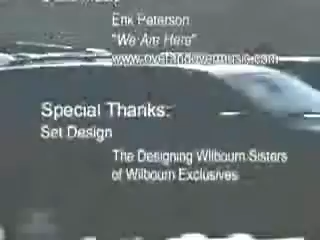 Erik Peterson
"We Are Here"
www.overandovermusic.com
Special Thanks:
Set Design
The Designing Wilbourn Sisters
of Wilbourn Exclusives